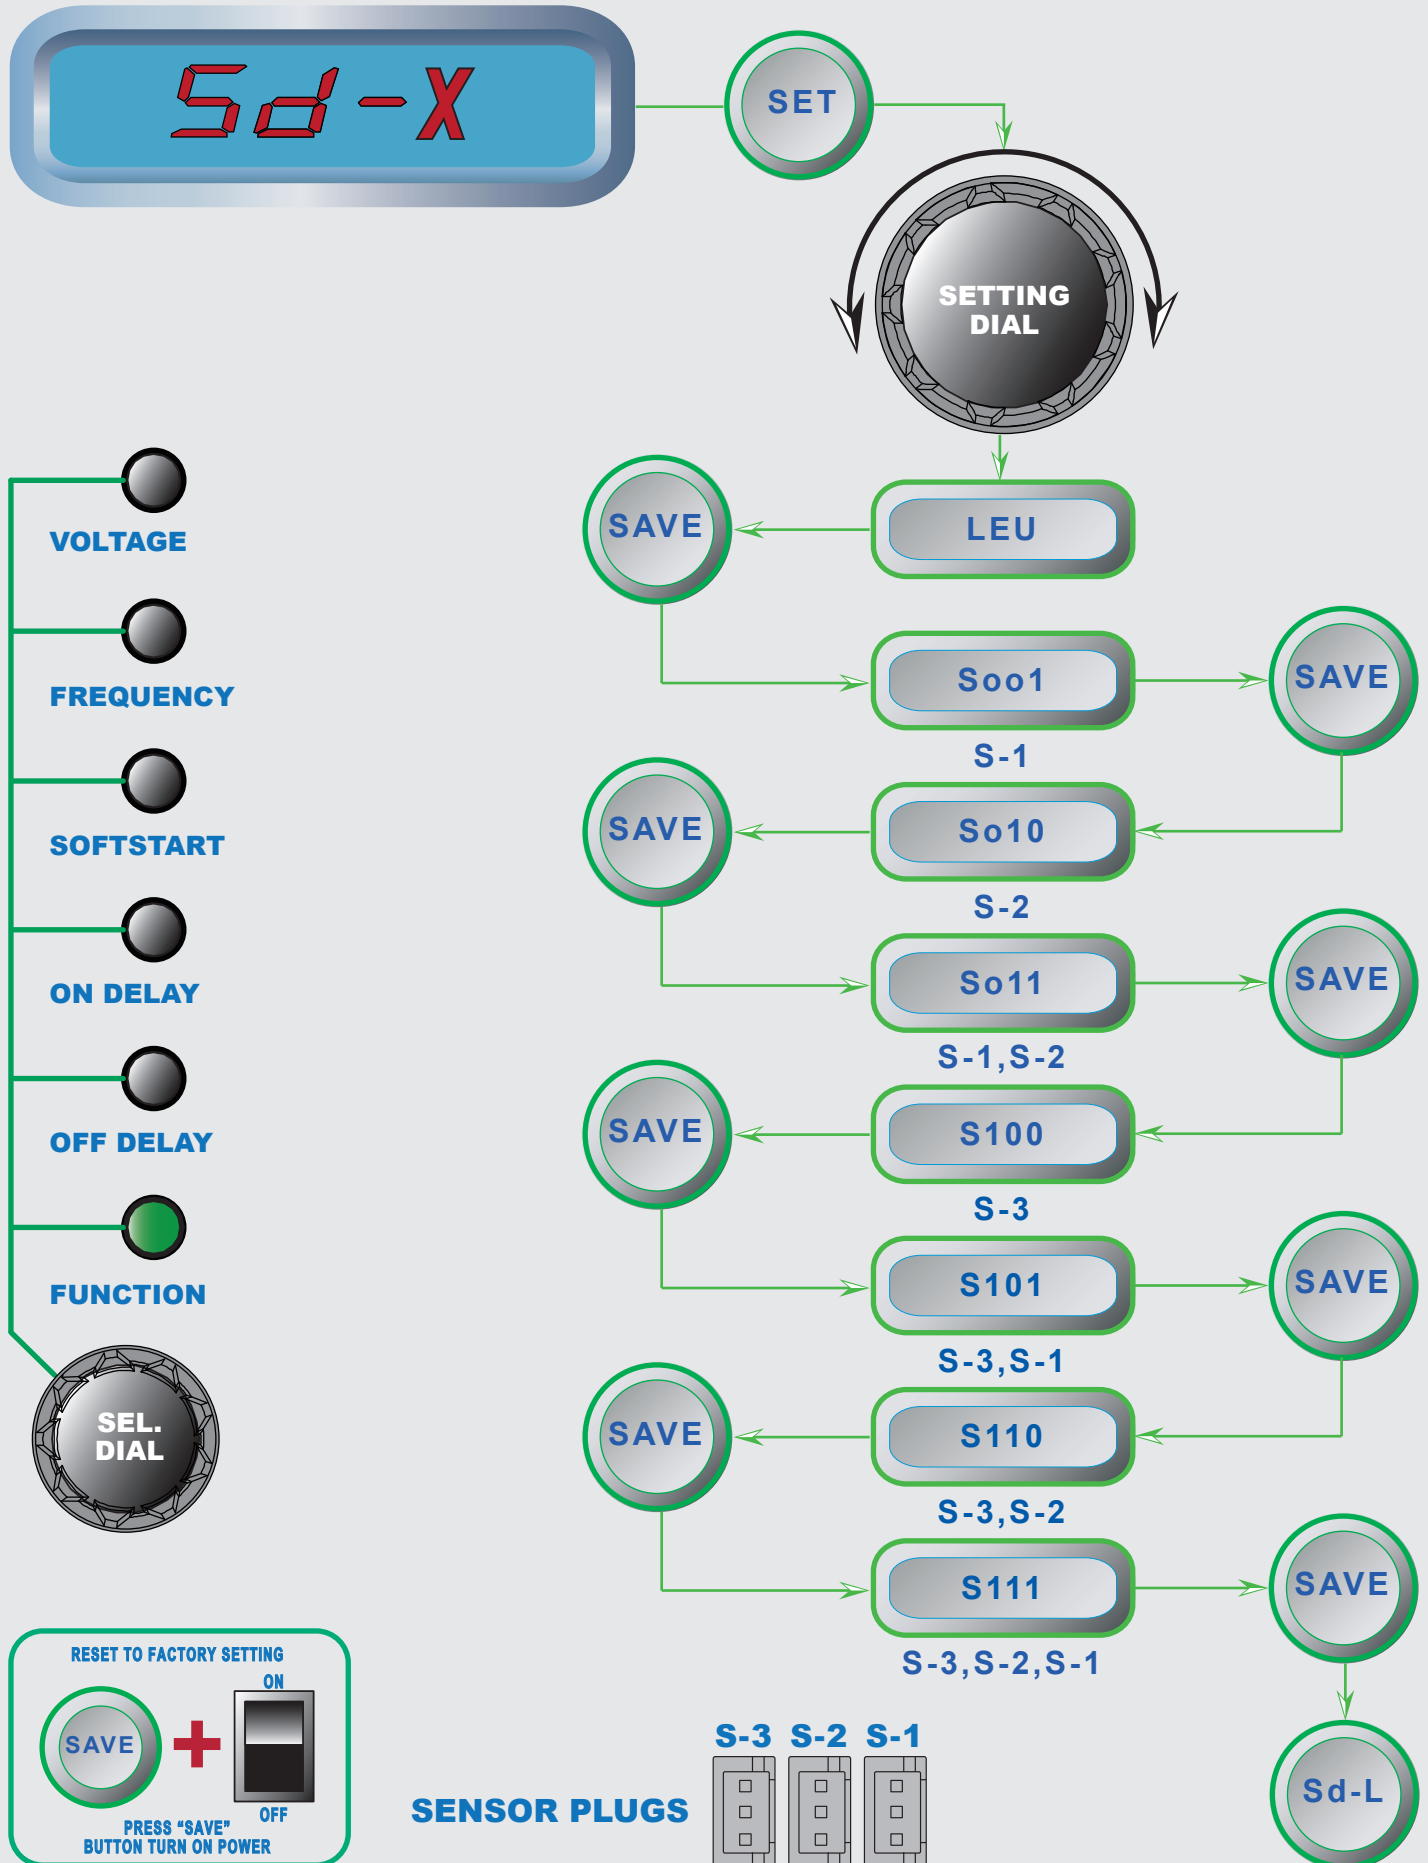 Sd-X
SET
SETTING
DIAL
LEU
SAVE
VOLTAGE
Soo1
SAVE
S-1
FREQUENCY
So10
SAVE
S-2
SOFTSTART
So11
SAVE
S-1,S-2
ON DELAY
S100
SAVE
S-3
OFF DELAY
S101
SAVE
S-3,S-1
FUNCTION
S110
SAVE
S-3,S-2
SEL.
DIAL
S111
SAVE
S-3,S-2,S-1
Sd-L
RESET TO FACTORY SETTING
ON
SAVE
+
OFF
PRESS “SAVE”
BUTTON TURN ON POWER
S-3 S-2 S-1
SENSOR PLUGS